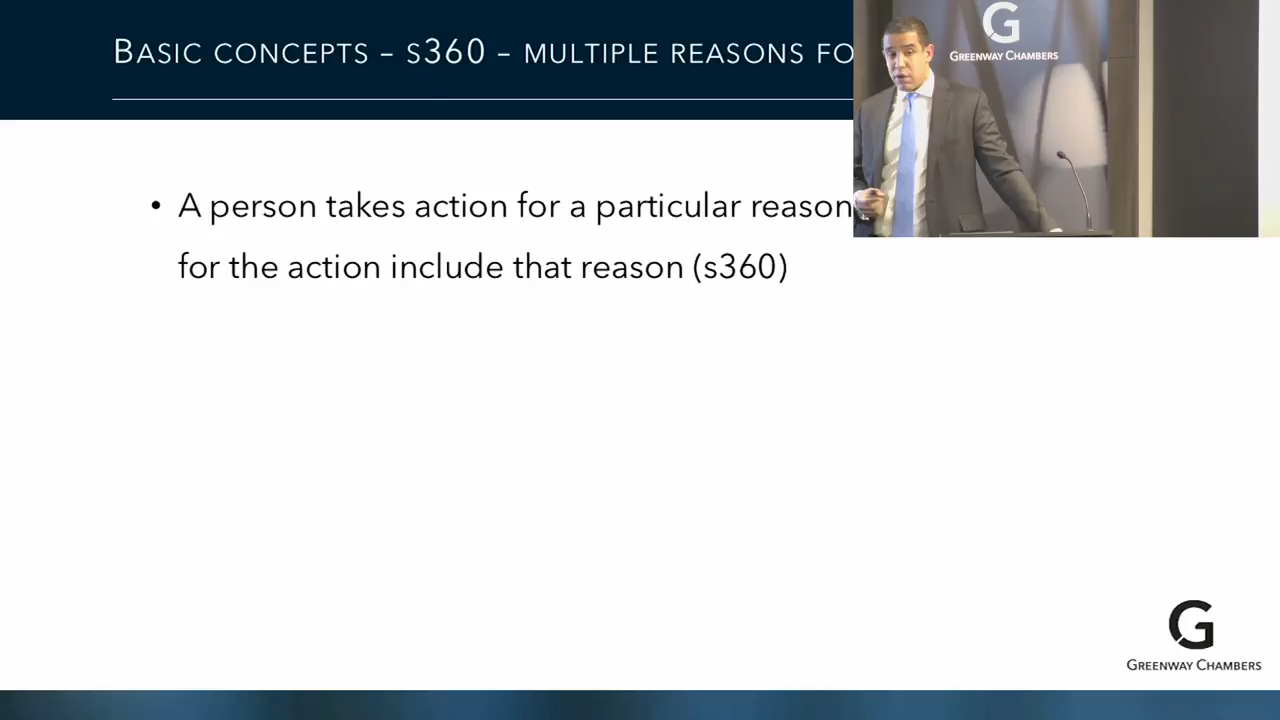 BASIC CONCEPTS – S360 – MULTIPLE REASONS FO
G
GREENWAY CHAMBERS
• A person takes action for a particular reason
for the action include that reason (s360)
G
GREENWAY CHAMBERS